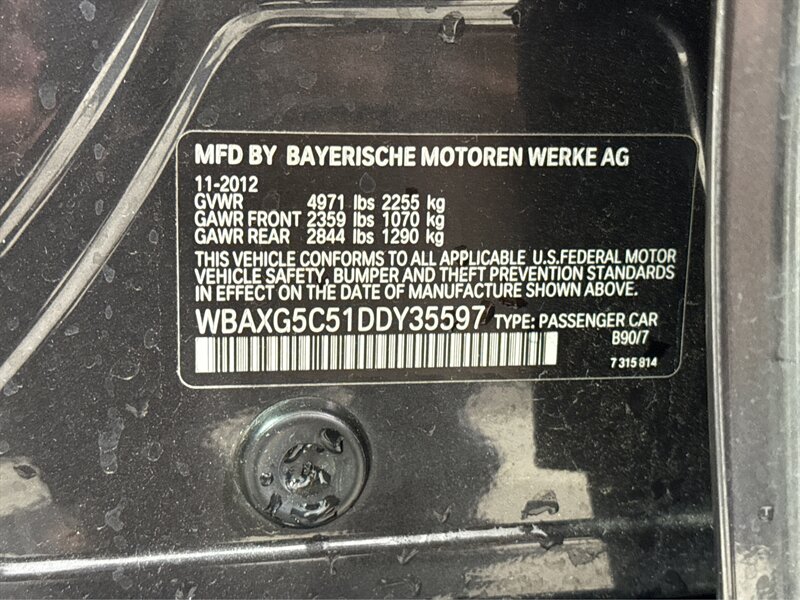 MFD BY BAYERISCHE MOTOREN WERKE AG
11-2012
GVWR 4971 lbs 2255 kg
GAWR FRONT 2359 lbs 1070 kg
GAWR REAR 2844 lbs 1290 kg
THIS VEHICLE CONFORMS TO ALL APPLICABLE U.S.FEDERAL MOTOR
VEHICLE SAFETY, BUMPER AND THEFT PREVENTION STANDARDS
IN EFFECT ON THE DATE OF MANUFACTURE SHOWN ABOVE.
WBAXG5C51DDY35597 TYPE: PASSENGER CAR
B90/7
7 315 814